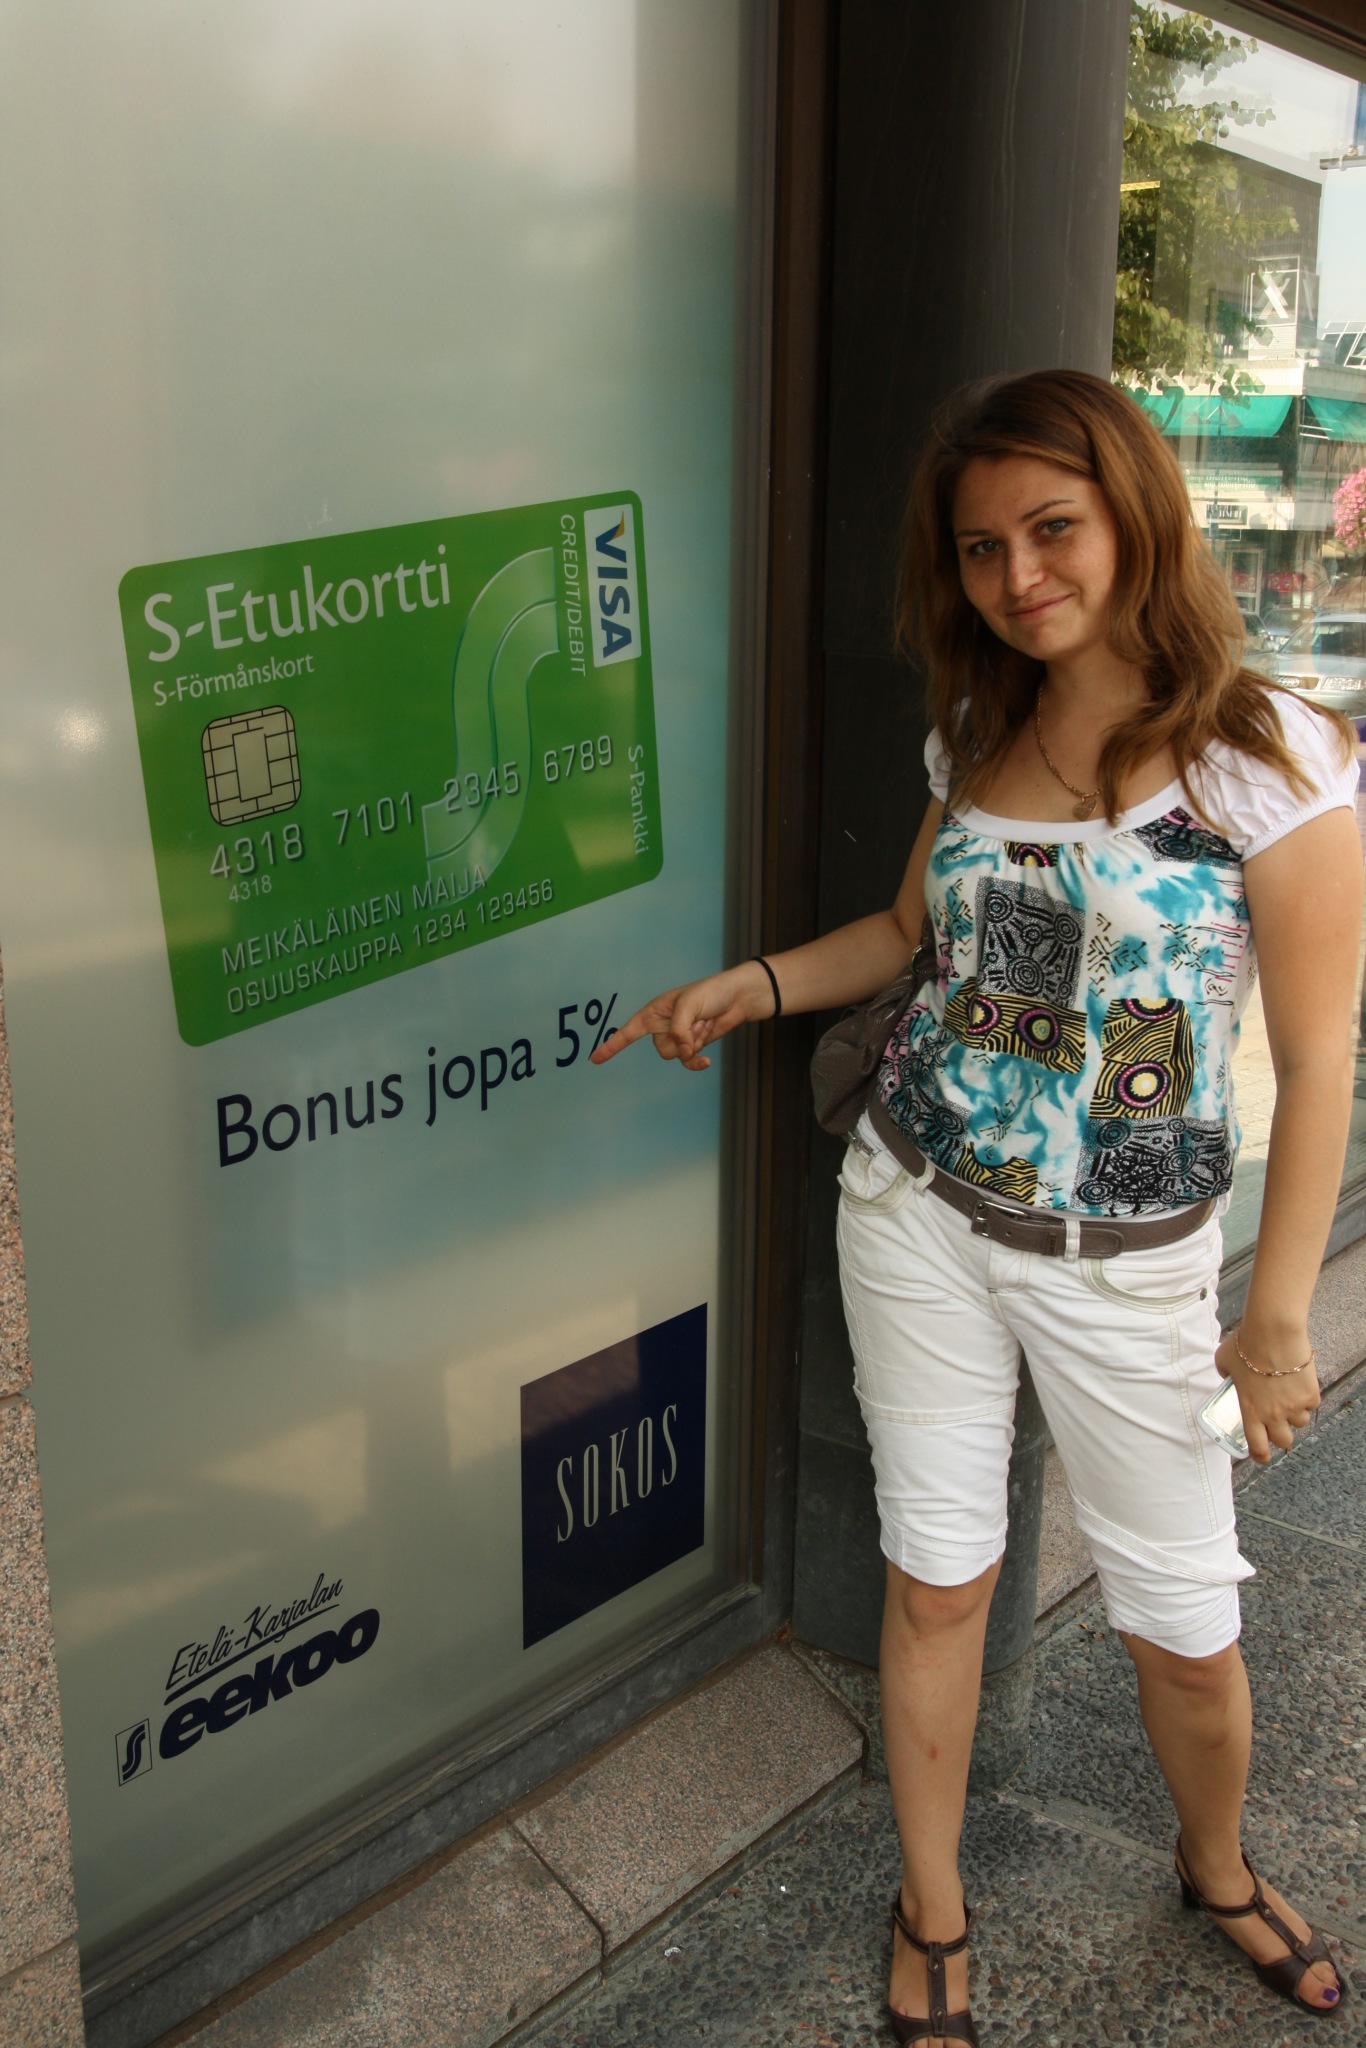 S-Etukortti
S-Förmånskort
VISA
CREDIT/DEBIT
4318 7101 2345 6789
4318
S-Pankki
MEIKÄLÄINEN MAIJA
OSUUSKAUPPA 1234 123456
Bonus jopa 5%
SOKOS
Etelä-Karjalan
eekoo